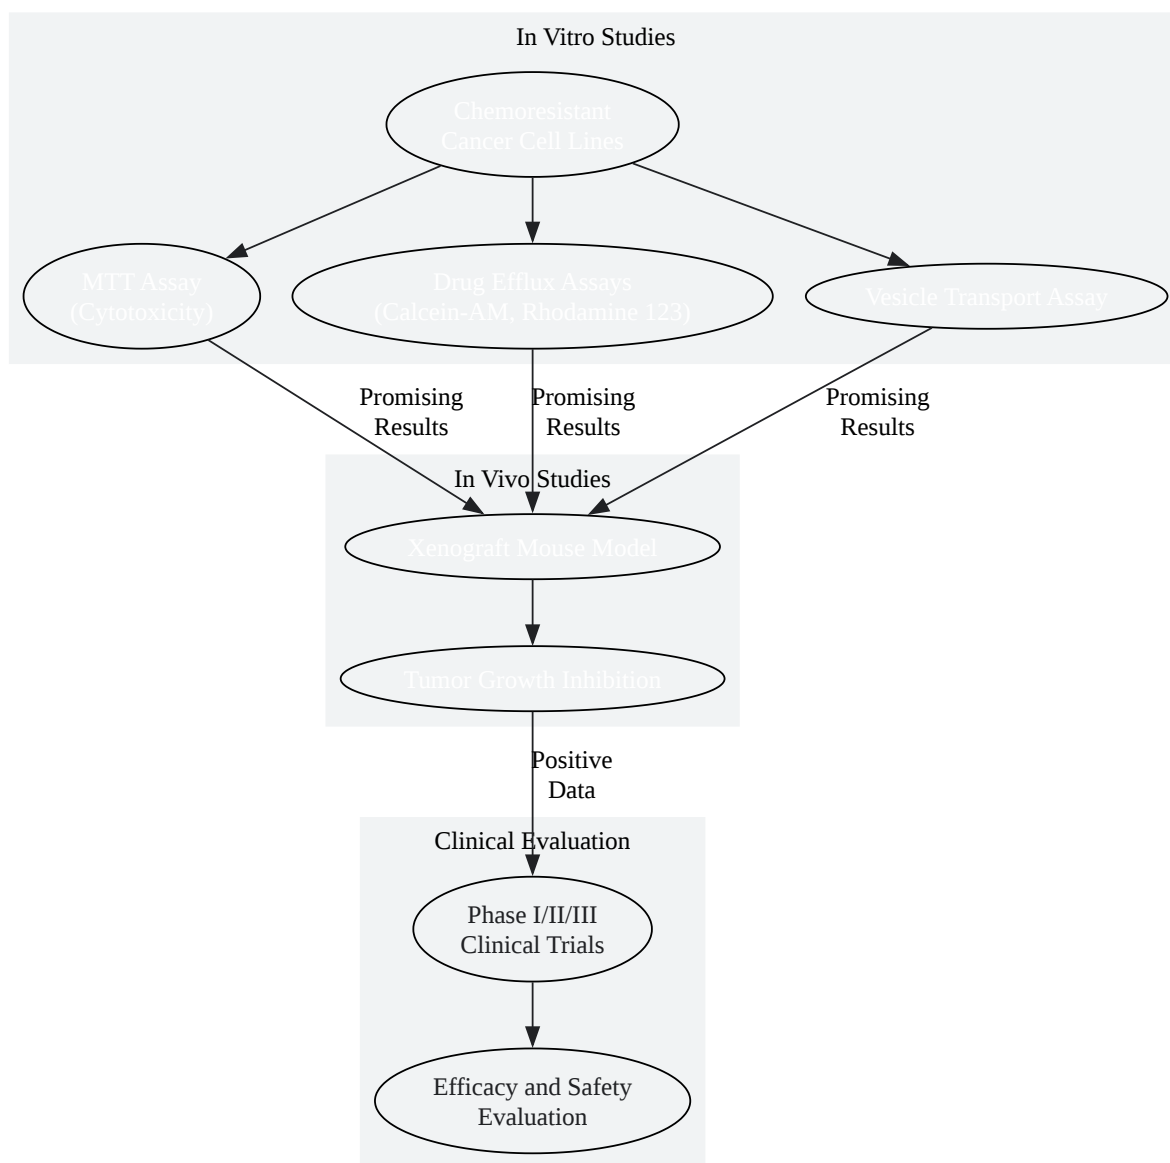 In Vitro Studies
Chemoresistant
Cancer Cell Lines
MTT Assay
(Cytotoxicity)
Drug Efflux Assays
(Calcein-AM, Rhodamine 123)
Vesicle Transport Assay
Promising
Results
Promising
Results
Promising
Results
In Vivo Studies
Xenograft Mouse Model
Tumor Growth Inhibition
Positive
Data
Clinical Evaluation
Phase I/II/III
Clinical Trials
Efficacy and Safety
Evaluation